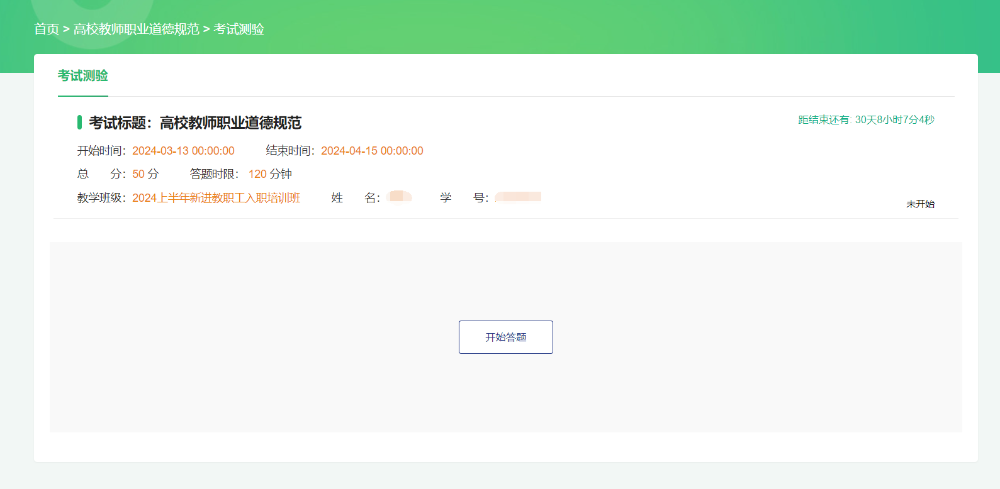 首页 > 高校教师职业道德规范 > 考试测验
考试测验
考试标题：高校教师职业道德规范
距结束还有: 30天8小时7分4秒
开始时间：2024-03-13 00:00:00 结束时间：2024-04-15 00:00:00
总 分：50 分 答题时限： 120 分钟
教学班级：2024上半年新进教职工入职培训班 姓 名： 学 号：
未开始
开始答题